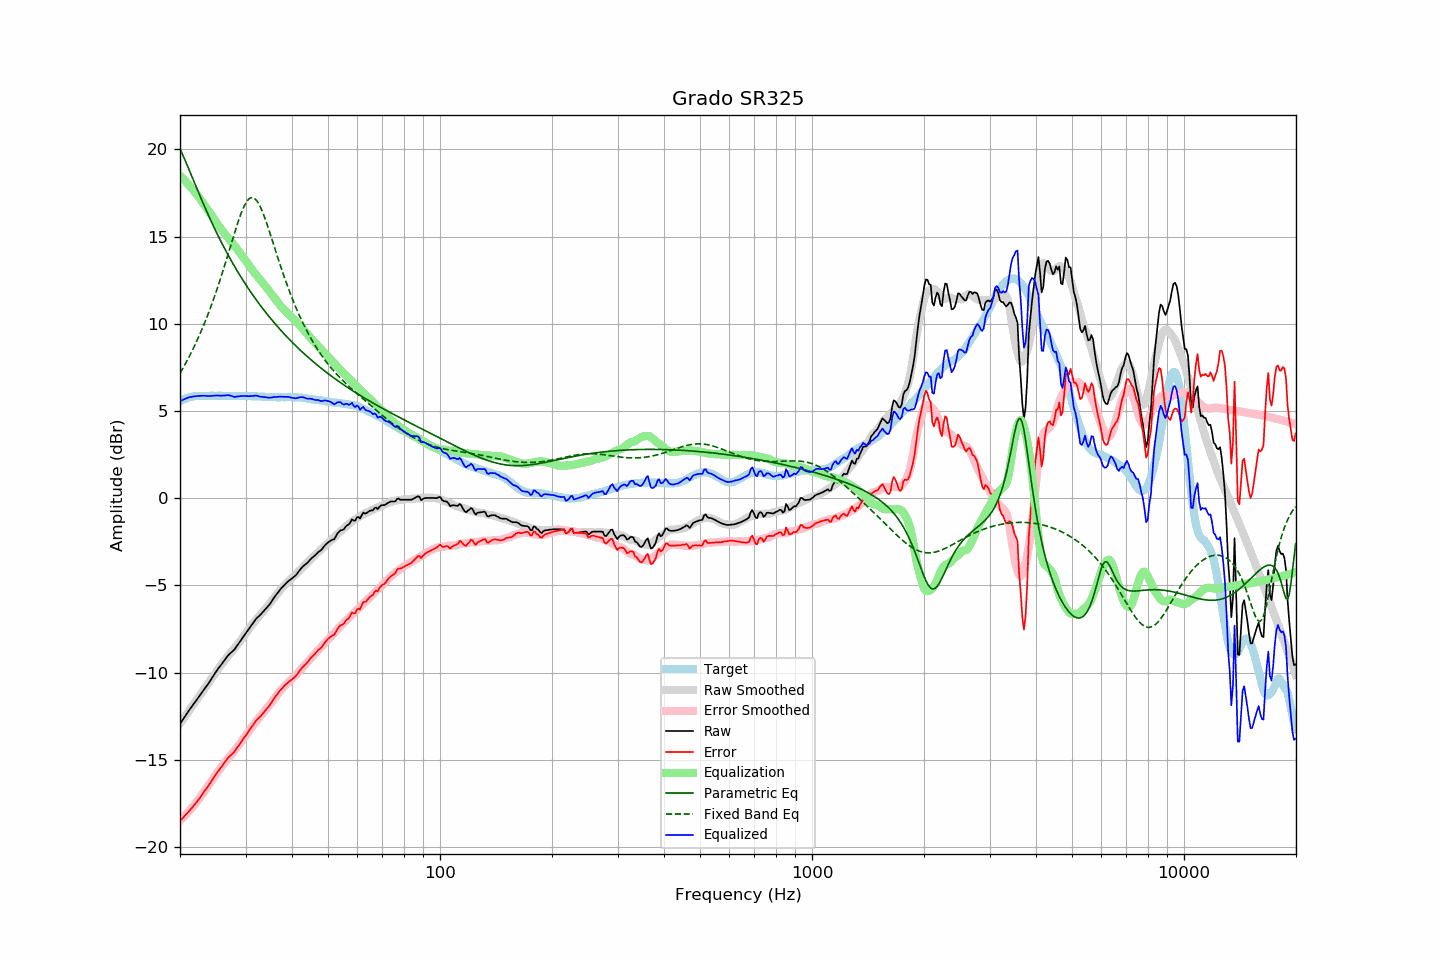 Grado SR325
Amplitude (dBr)
20
15
10
5
0
−5
−10
−15
−20
Target
Raw Smoothed
Error Smoothed
Raw
Error
Equalization
Parametric Eq
Fixed Band Eq
Equalized
100 1000 10000
Frequency (Hz)